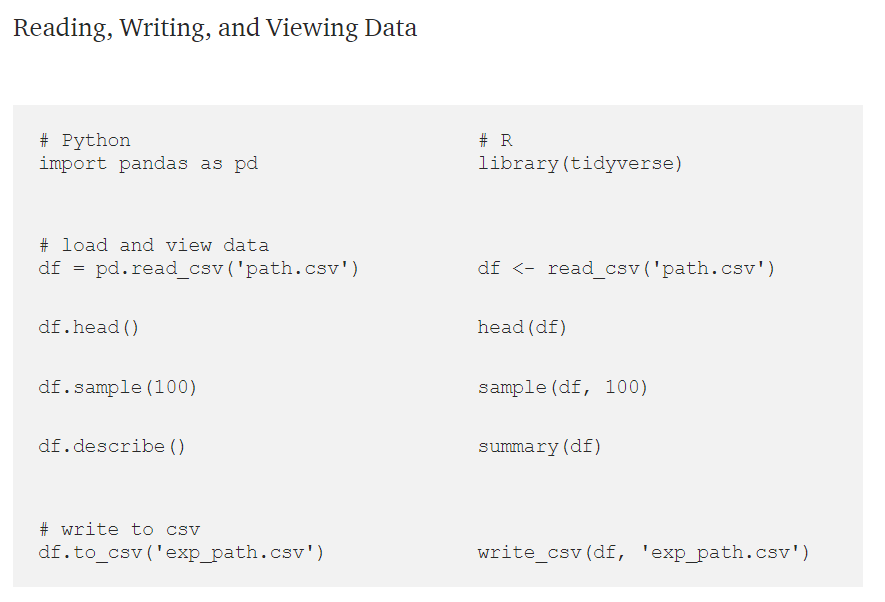 Reading, Writing, and Viewing Data
# Python
import pandas as pd
# R
library(tidyverse)
# load and view data
df = pd.read_csv('path.csv')
df <- read_csv('path.csv')
df.head()
head(df)
df.sample(100)
sample(df, 100)
df.describe()
summary(df)
# write to csv
df.to_csv('exp_path.csv')
write_csv(df, 'exp_path.csv')